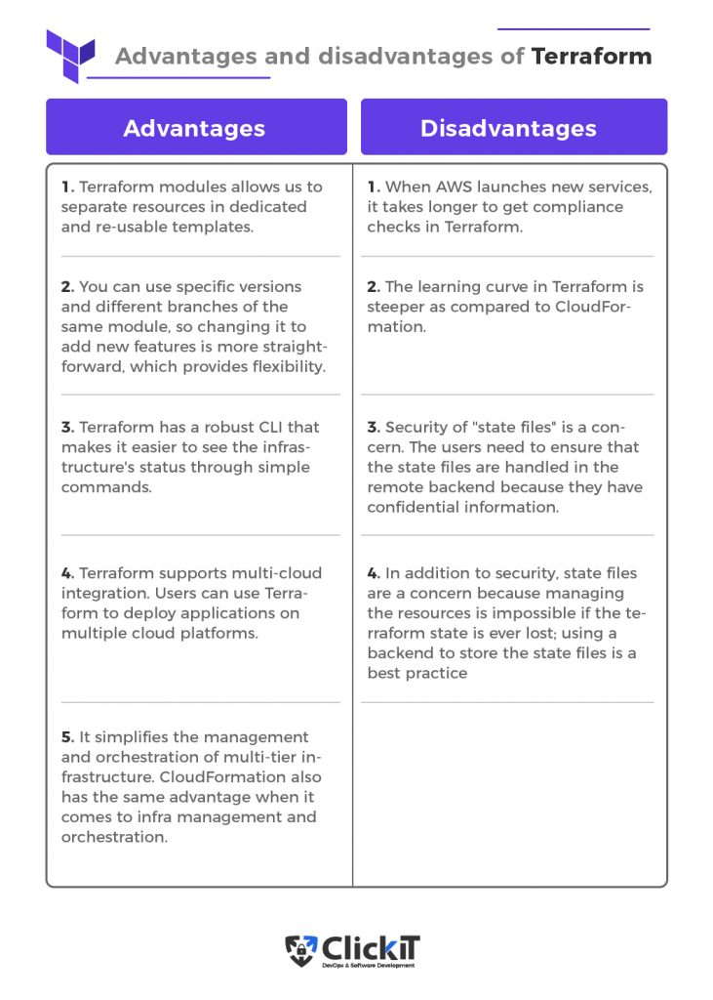 Advantages and disadvantages of Terraform
Advantages
1. Terraform modules allows us to
separate resources in dedicated
and re-usable templates.
2. You can use specific versions
and different branches of the
same module, so changing it to
add new features is more straight-
forward, which provides flexibility.
3. Terraform has a robust CLI that
makes it easier to see the infras-
tructure's status through simple
commands.
4. Terraform supports multi-cloud
integration. Users can use Terra-
form to deploy applications on
multiple cloud platforms.
5. It simplifies the management
and orchestration of multi-tier in-
frastructure. CloudFormation also
has the same advantage when it
comes to infra management and
orchestration.
Disadvantages
1. When AWS launches new services,
it takes longer to get compliance
checks in Terraform.
2. The learning curve in Terraform is
steeper as compared to CloudFor-
mation.
3. Security of "state files" is a con-
cern. The users need to ensure that
the state files are handled in the
remote backend because they have
confidential information.
4. In addition to security, state files
are a concern because managing
the resources is impossible if the te-
rraform state is ever lost; using a
backend to store the state files is a
best practice
ClickIT
DevOps & Software Development